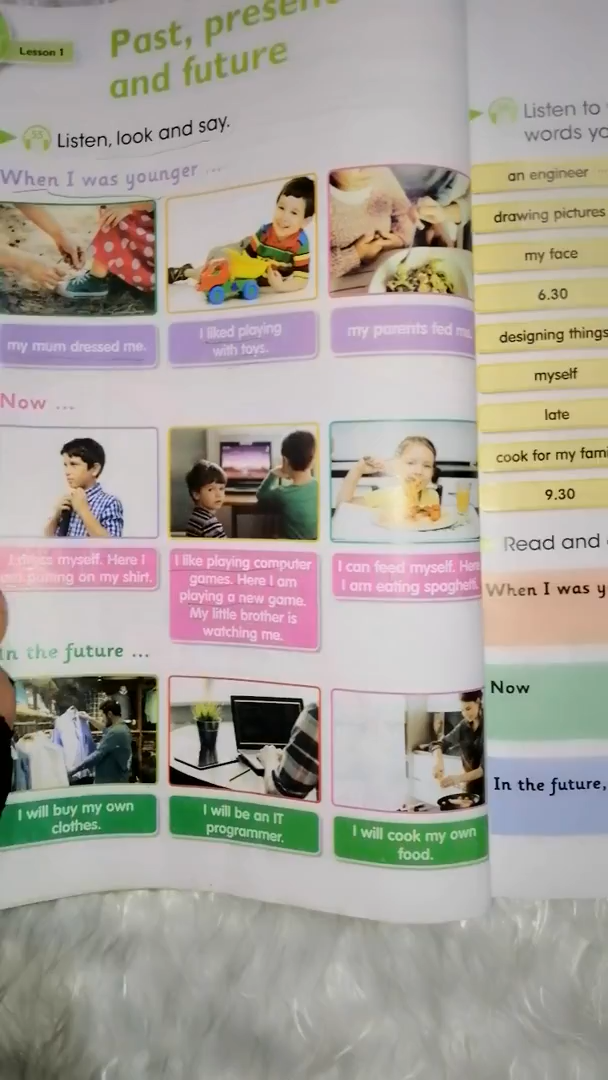 Lesson 1
Past, present
and future
Listen, look and say.
When I was younger ...
my mum dressed me.
I liked playing
with toys.
my parents fed me.
Now ...
I dress myself. Here I
am putting on my shirt.
I like playing computer
games. Here I am
playing a new game.
My little brother is
watching me.
I can feed myself. Here
I am eating spaghetti.
In the future ...
I will buy my own
clothes.
I will be an IT
programmer.
I will cook my own
food.
Listen to
words yo
an engineer
drawing pictures
my face
6.30
designing things
myself
late
cook for my fami
9.30
Read and
When I was y
Now
In the future,